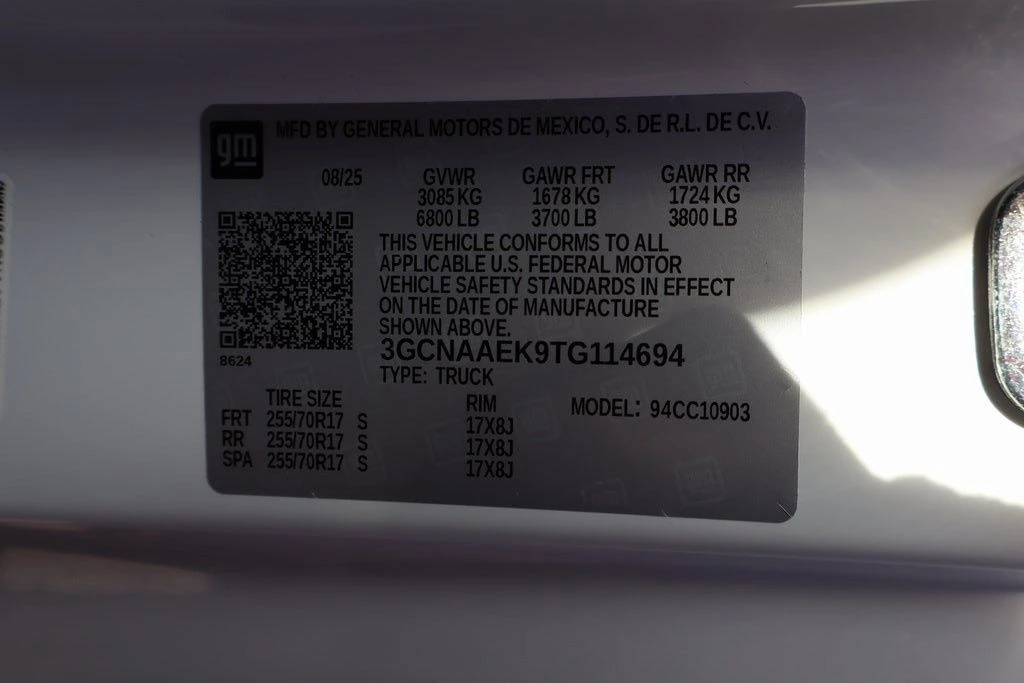 gm MFD BY GENERAL MOTORS DE MEXICO, S. DE R.L. DE C.V.
08/25 GVWR GAWR FRT GAWR RR
3085 KG 1678 KG 1724 KG
6800 LB 3700 LB 3800 LB
THIS VEHICLE CONFORMS TO ALL
APPLICABLE U.S. FEDERAL MOTOR
VEHICLE SAFETY STANDARDS IN EFFECT
ON THE DATE OF MANUFACTURE
SHOWN ABOVE.
3GCNAAEK9TG114694
8624
TYPE: TRUCK
TIRE SIZE RIM MODEL: 94CC10903
FRT 255/70R17 S 17X8J
RR 255/70R17 S 17X8J
SPA 255/70R17 S 17X8J